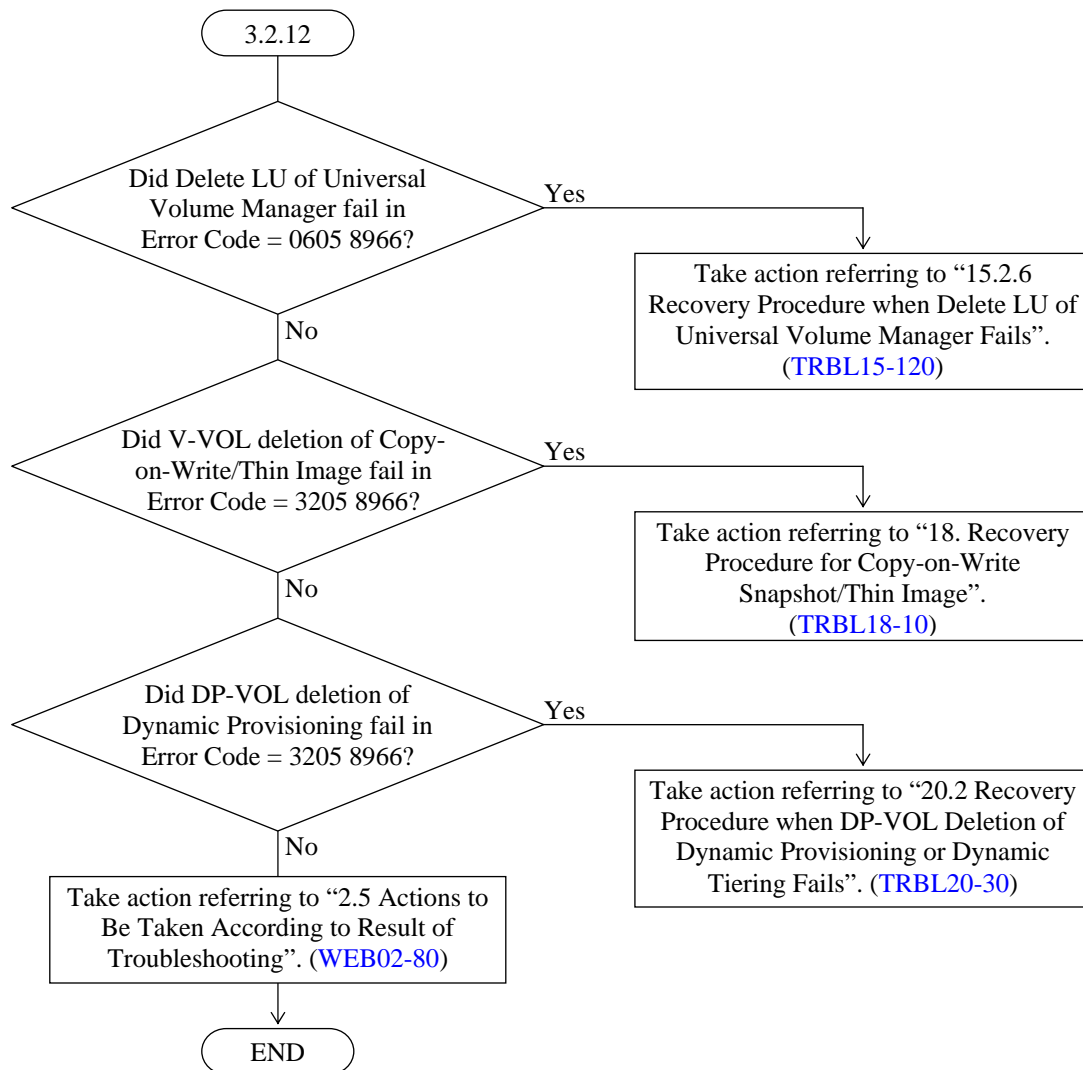 3.2.12
Did Delete LU of Universal
Volume Manager fail in
Error Code = 0605 8966?
Yes
Take action referring to “15.2.6
Recovery Procedure when Delete LU of
Universal Volume Manager Fails”.
(TRBL15-120)
No
Did V-VOL deletion of Copy-
on-Write/Thin Image fail in
Error Code = 3205 8966?
Yes
Take action referring to “18. Recovery
Procedure for Copy-on-Write
Snapshot/Thin Image”.
(TRBL18-10)
No
Did DP-VOL deletion of
Dynamic Provisioning fail in
Error Code = 3205 8966?
Yes
Take action referring to “20.2 Recovery
Procedure when DP-VOL Deletion of
Dynamic Provisioning or Dynamic
Tiering Fails”. (TRBL20-30)
No
Take action referring to “2.5 Actions to
Be Taken According to Result of
Troubleshooting”. (WEB02-80)
END